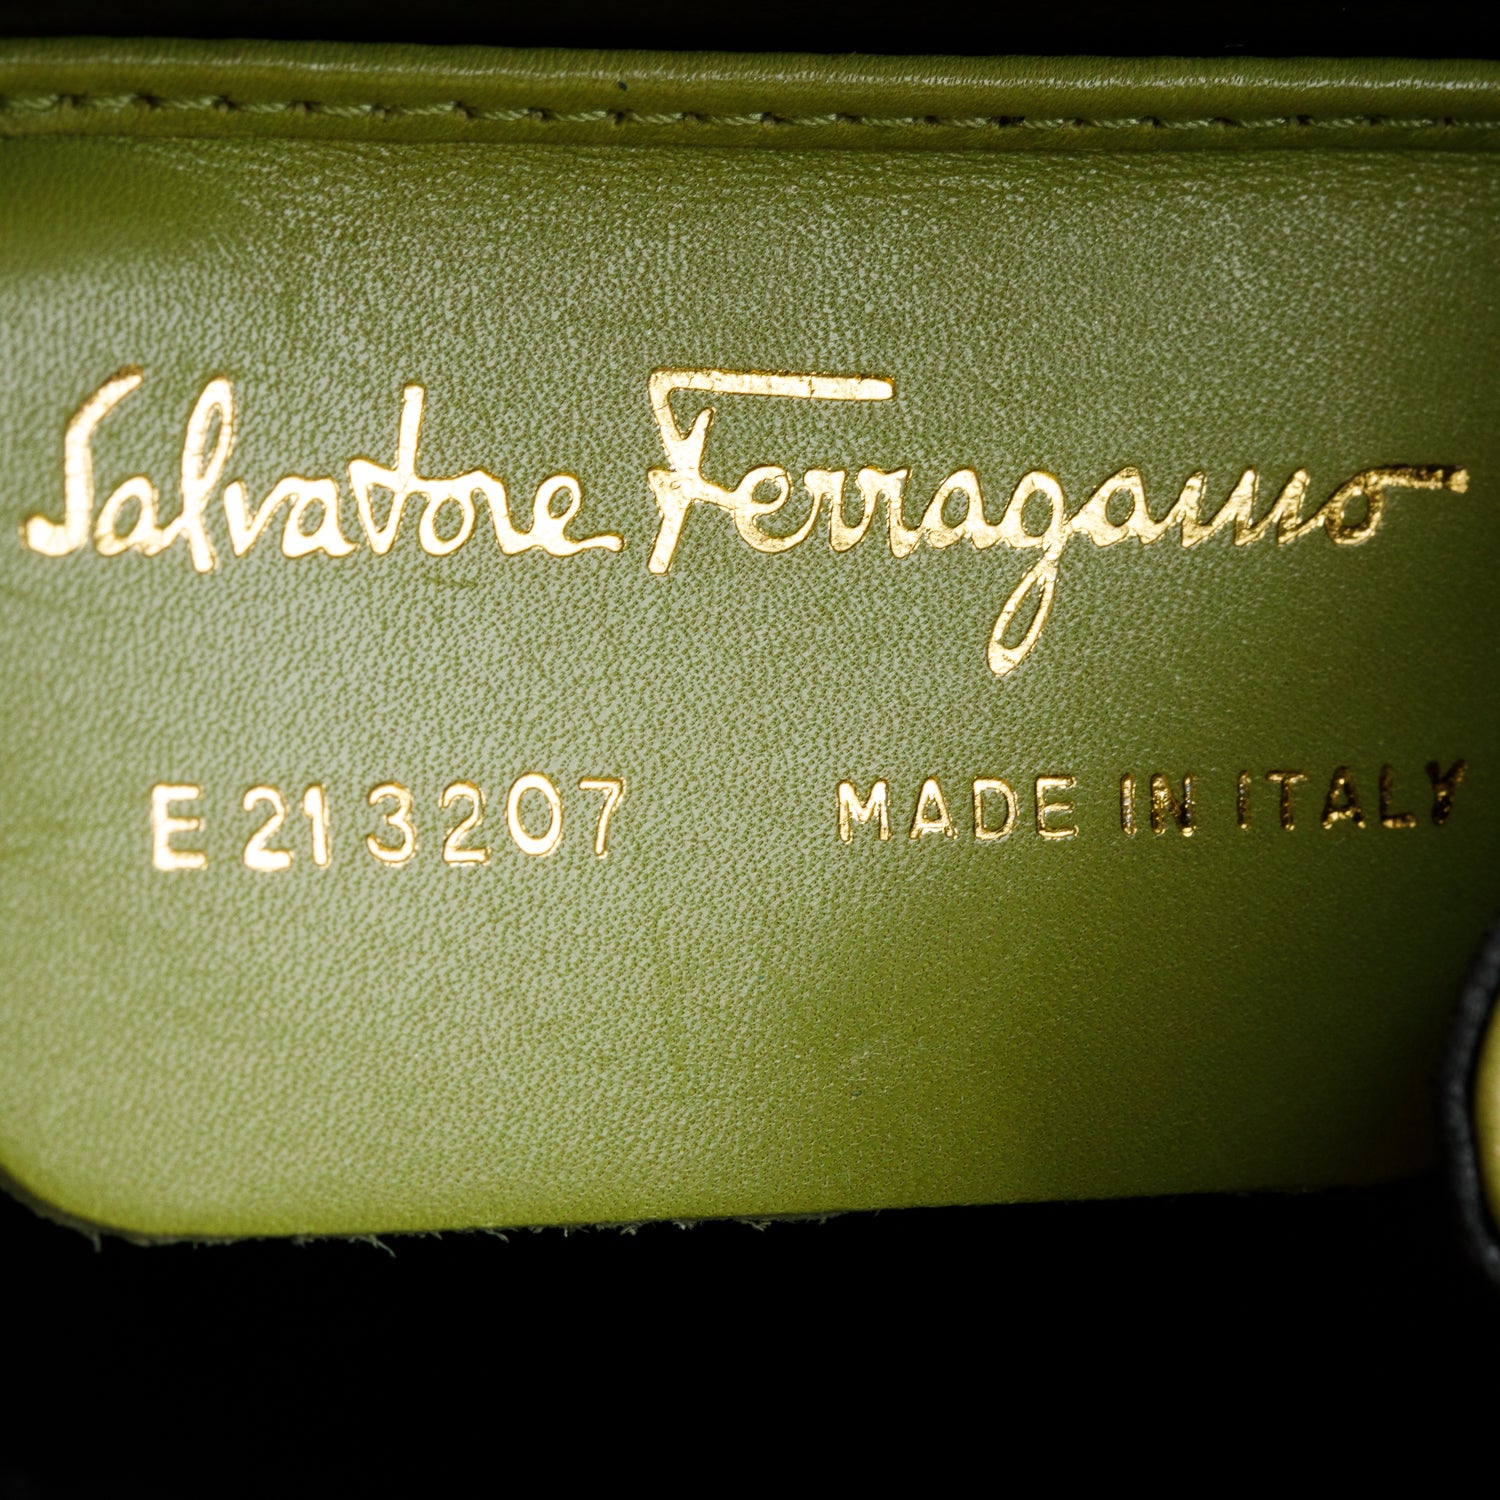 Salvatore Ferragamo
E 21 3207 MADE IN ITALY